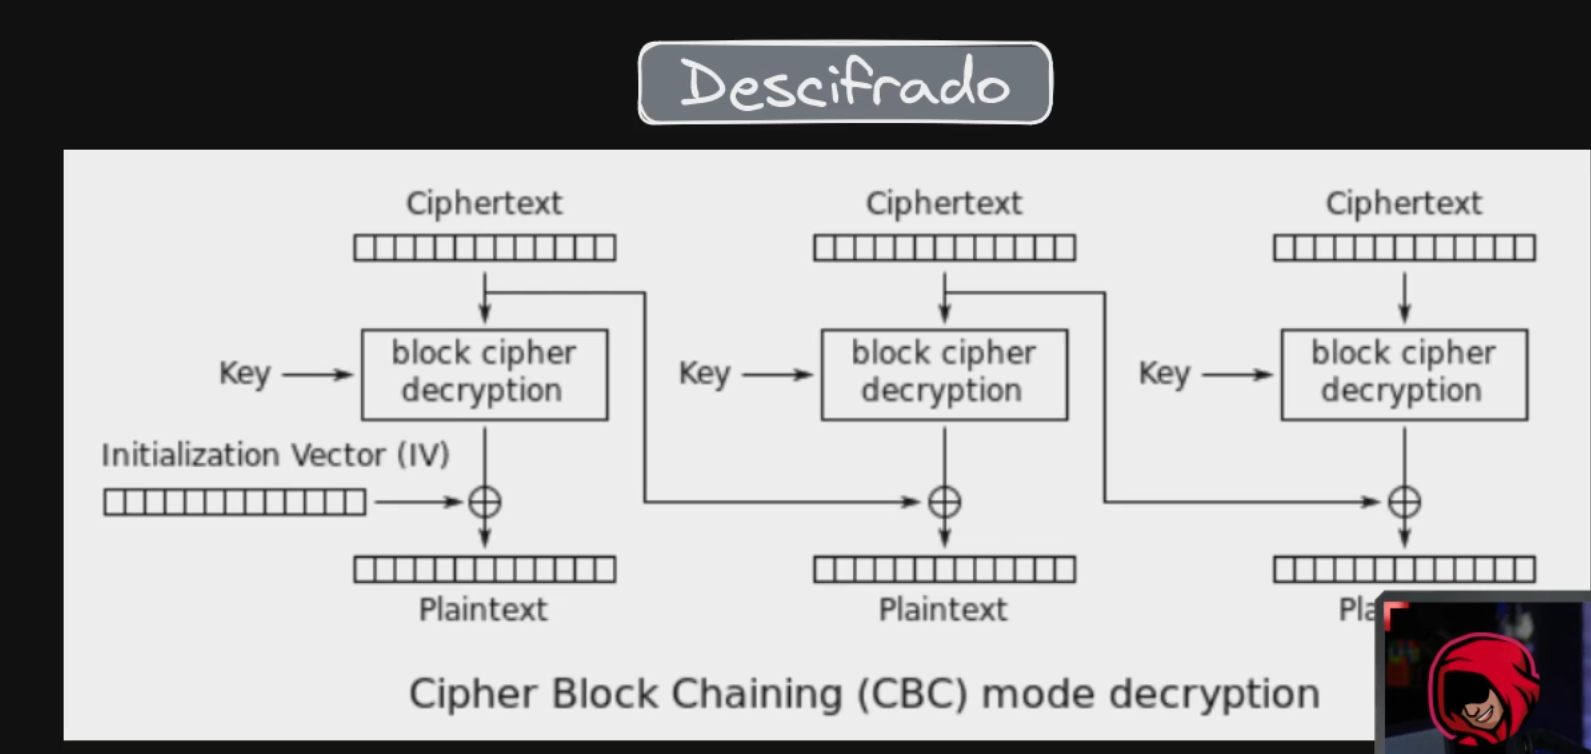 Descifrado
Ciphertext Ciphertext Ciphertext
Key block cipher decryption Key block cipher decryption Key block cipher decryption
Initialization Vector (IV)
Plaintext Plaintext Pla
Cipher Block Chaining (CBC) mode decryption